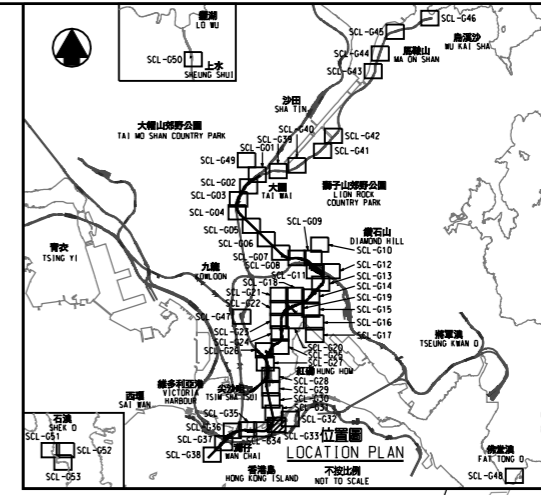 羅湖
LO WU
SCL-G50
上水
SHEUNG SHUI
SCL-G46
SCL-G45
烏溪沙
WU KAI SHA
SCL-G44
馬鞍山
MA ON SHAN
SCL-G43
沙田
SHA TIN
大帽山郊野公園
TAI MO SHAN COUNTRY PARK
SCL-G40
SCL-G39
SCL-G42
SCL-G01
SCL-G41
SCL-G49
SCL-G02
大圍
TAI WAI
獅子山郊野公園
LION ROCK
COUNTRY PARK
SCL-G03
SCL-G04
SCL-G09
SCL-G05
鑽石山
DIAMOND HILL
青衣
TSING YI
SCL-G06
SCL-G10
SCL-G07
SCL-G12
九龍
KOWLOON
SCL-G08
SCL-G11
SCL-G13
SCL-G18
SCL-G14
SCL-G21
SCL-G19
SCL-G22
SCL-G15
SCL-G47
SCL-G16
SCL-G23
SCL-G17
將軍澳
TSEUNG KWAN O
SCL-G24
SCL-G20
SCL-G26
SCL-G27
紅磡
HUNG HOM
尖沙咀
TSIM SHA TSUI
SCL-G28
維多利亞港
VICTORIA
HARBOUR
SCL-G29
西環
SAI WAN
SCL-G30
SCL-G31
SCL-G35
SCL-G32
石澳
SHEK O
SCL-G36
SCL-G33
SCL-G51
SCL-G37
G34
SCL-G52
灣仔
WAN CHAI
SCL-G38
SCL-G53
位置圖
LOCATION PLAN
香港島
HONG KONG ISLAND
不按比例
NOT TO SCALE
佛堂澳
FAT TONG O
SCL-G48